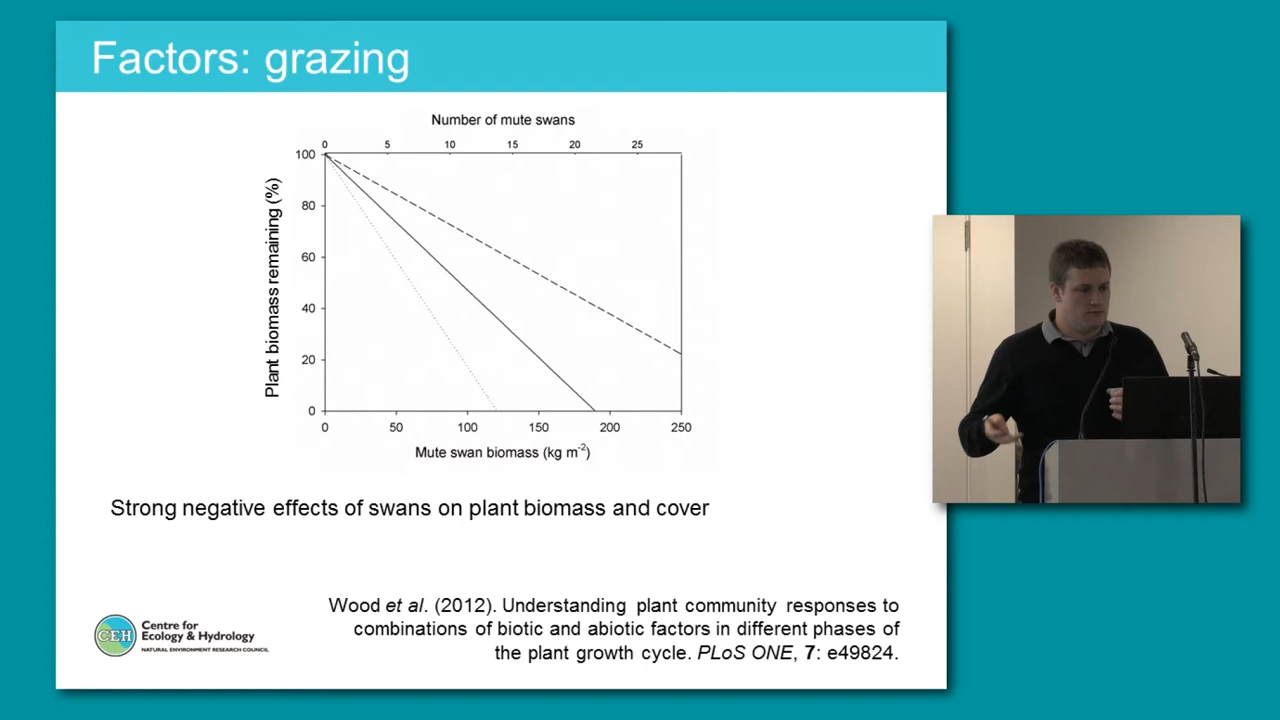 Factors: grazing
Number of mute swans
0 5 10 15 20 25
Plant biomass remaining (%)
100
80
60
40
20
0
0 50 100 150 200 250
Mute swan biomass (kg m⁻²)
Strong negative effects of swans on plant biomass and cover
Wood et al. (2012). Understanding plant community responses to
combinations of biotic and abiotic factors in different phases of
the plant growth cycle. PLoS ONE, 7: e49824.
CEH
Centre for
Ecology & Hydrology
NATURAL ENVIRONMENT RESEARCH COUNCIL